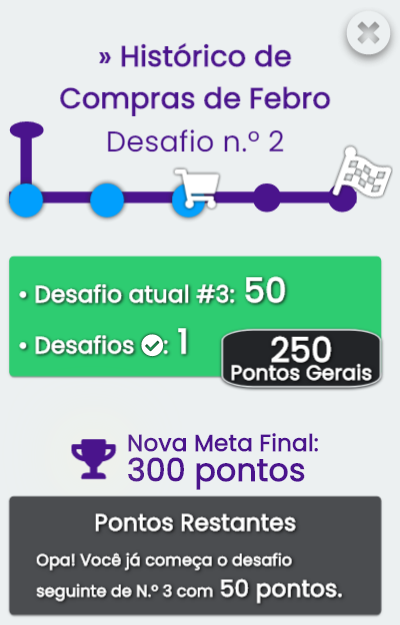 » Histórico de
Compras de Febro
Desafio n.º 2
• Desafio atual #3: 50
• Desafios : 1
250
Pontos Gerais
Nova Meta Final:
300 pontos
Pontos Restantes
Opa! Você já começa o desafio
seguinte de N.º 3 com 50 pontos.